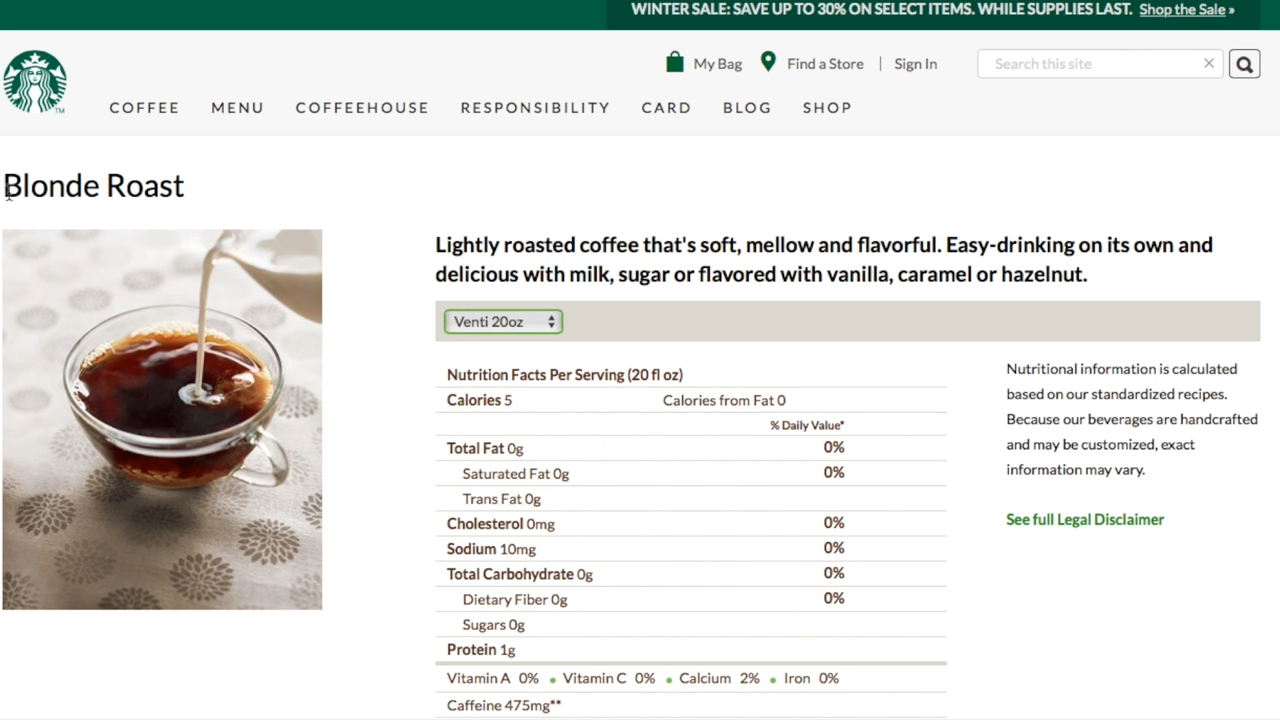 WINTER SALE: SAVE UP TO 30% ON SELECT ITEMS. WHILE SUPPLIES LAST. Shop the Sale »
My Bag Find a Store | Sign In Search this site
COFFEE MENU COFFEEHOUSE RESPONSIBILITY CARD BLOG SHOP
TM
Blonde Roast
Lightly roasted coffee that's soft, mellow and flavorful. Easy-drinking on its own and
delicious with milk, sugar or flavored with vanilla, caramel or hazelnut.
Venti 20oz
Nutrition Facts Per Serving (20 fl oz)
Calories 5 Calories from Fat 0
% Daily Value*
Total Fat 0g 0%
Saturated Fat 0g 0%
Trans Fat 0g
Cholesterol 0mg 0%
Sodium 10mg 0%
Total Carbohydrate 0g 0%
Dietary Fiber 0g 0%
Sugars 0g
Protein 1g
Vitamin A 0% • Vitamin C 0% • Calcium 2% • Iron 0%
Caffeine 475mg**
Nutritional information is calculated
based on our standardized recipes.
Because our beverages are handcrafted
and may be customized, exact
information may vary.
See full Legal Disclaimer